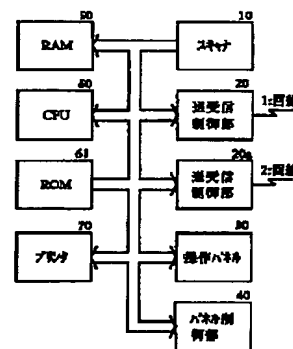 90
RAM
10
スキャナ
60
CPU
20
送受信
制御部
1:回線
61
ROM
20a
送受信
制御部
2:回線
70
プリンタ
80
操作パネル
40
パネル制
御部